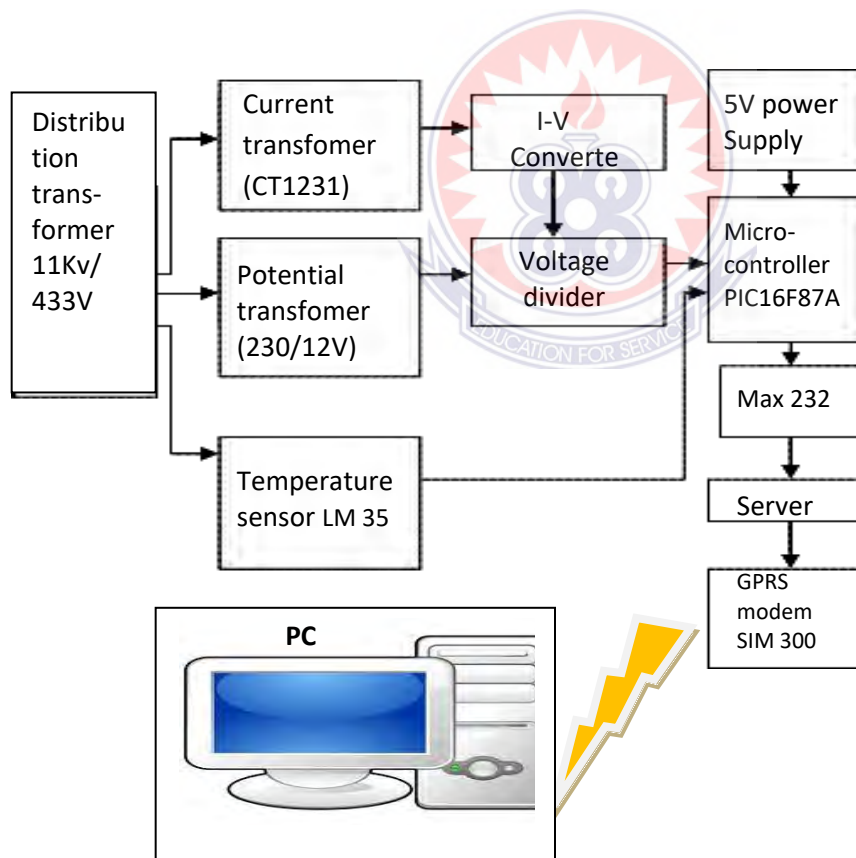 Distribu
tion
trans-
former
11Kv/
433V
Current
transfomer
(CT1231)
I-V
Converte
5V power
Supply
Potential
transfomer
(230/12V)
Voltage
divider
Micro-
controller
PIC16F87A
Max 232
Temperature
sensor LM 35
Server
GPRS
modem
SIM 300
PC
EDUCATION FOR SERVICE